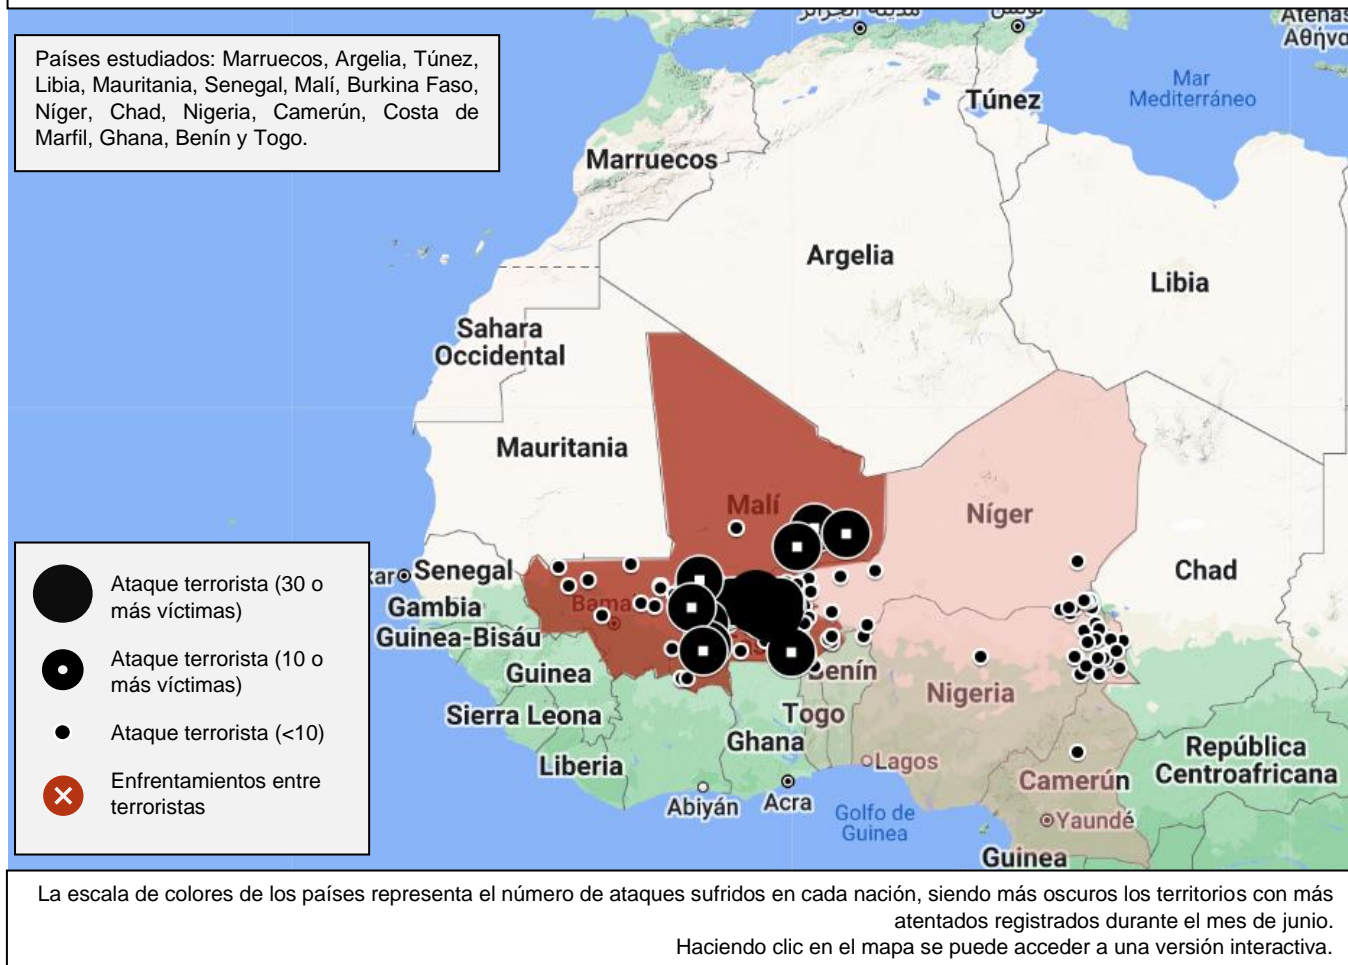 مدينة الجزائر
تونس
Atenas
Αθήνα
Países estudiados: Marruecos, Argelia, Túnez,
Libia, Mauritania, Senegal, Malí, Burkina Faso,
Níger, Chad, Nigeria, Camerún, Costa de
Marfil, Ghana, Benín y Togo.
Mar
Mediterráneo
Túnez
Marruecos
Argelia
Libia
Sahara
Occidental
Mauritania
Malí
Níger
Chad
Senegal
Gambia
Guinea-Bisáu
Guinea
Sierra Leona
Liberia
Benín
Togo
Ghana
Nigeria
Lagos
Abiyán
Acra
Golfo de
Guinea
Camerún
Yaundé
Guinea
República
Centroafricana
Ataque terrorista (30 o
más víctimas)
Ataque terrorista (10 o
más víctimas)
Ataque terrorista (<10)
Enfrentamientos entre
terroristas
La escala de colores de los países representa el número de ataques sufridos en cada nación, siendo más oscuros los territorios con más
atentados registrados durante el mes de junio.
Haciendo clic en el mapa se puede acceder a una versión interactiva.